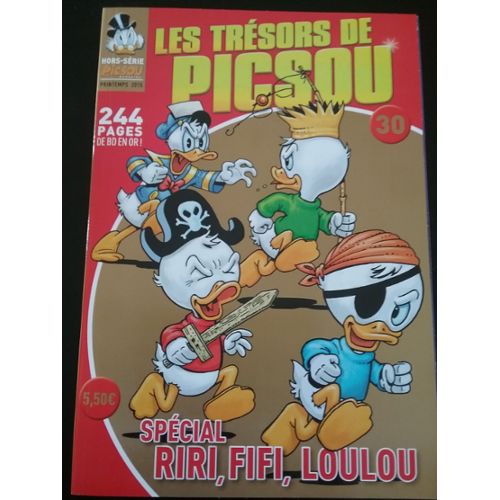 HORS-SÉRIE
PICSOU
PRINTEMPS 2015
LES TRÉSORS DE
PICSOU
30
244
PAGES
DE BD EN OR !
5,50€
SPÉCIAL
RIRI, FIFI, LOULOU